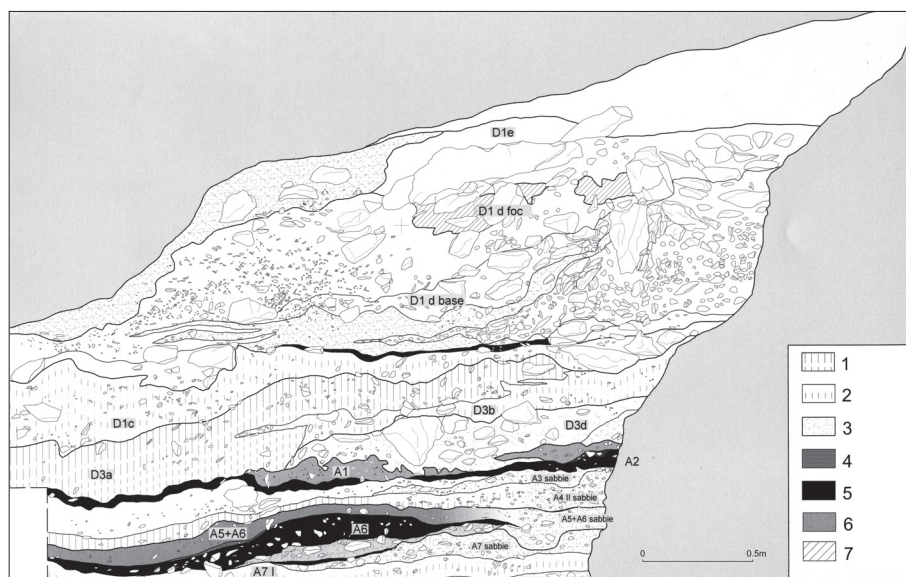 D1e
D1 d foc
D1 d base
D3b
D1c
D3d
D3a
A1
A2
A3 sabbie
A4 II sabbie
A5+A6 sabbie
A5+A6
A6
A7 sabbie
A7 I
1
2
3
4
5
6
7
0 0.5m